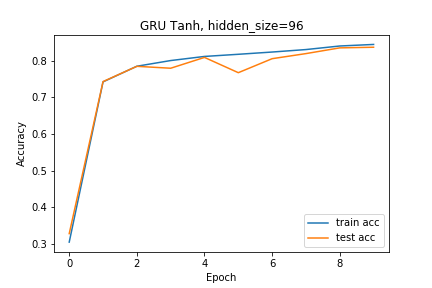 GRU Tanh, hidden_size=96
Accuracy
0.8
0.7
0.6
0.5
0.4
0.3
train acc
test acc
0 2 4 6 8
Epoch